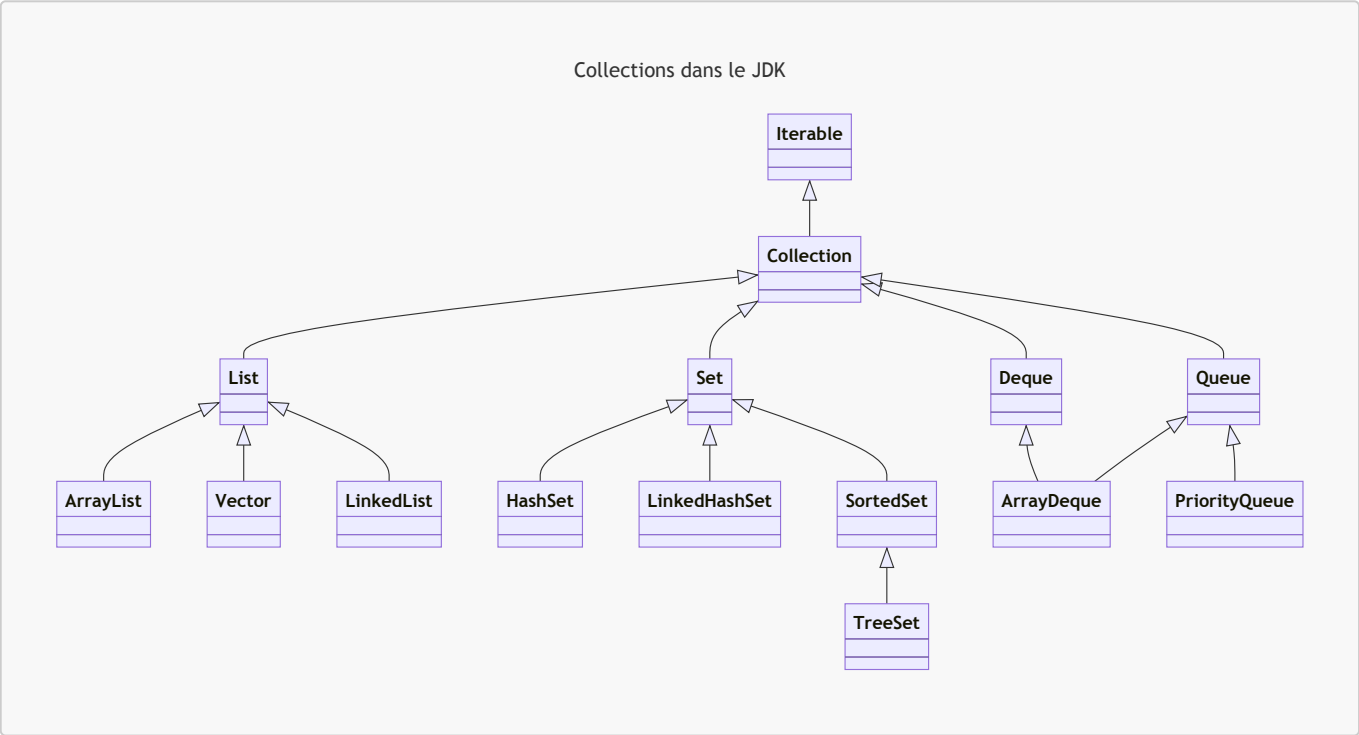 Collections dans le JDK
Iterable
Collection
List
Set
Deque
Queue
ArrayList
Vector
LinkedList
HashSet
LinkedHashSet
SortedSet
ArrayDeque
PriorityQueue
TreeSet